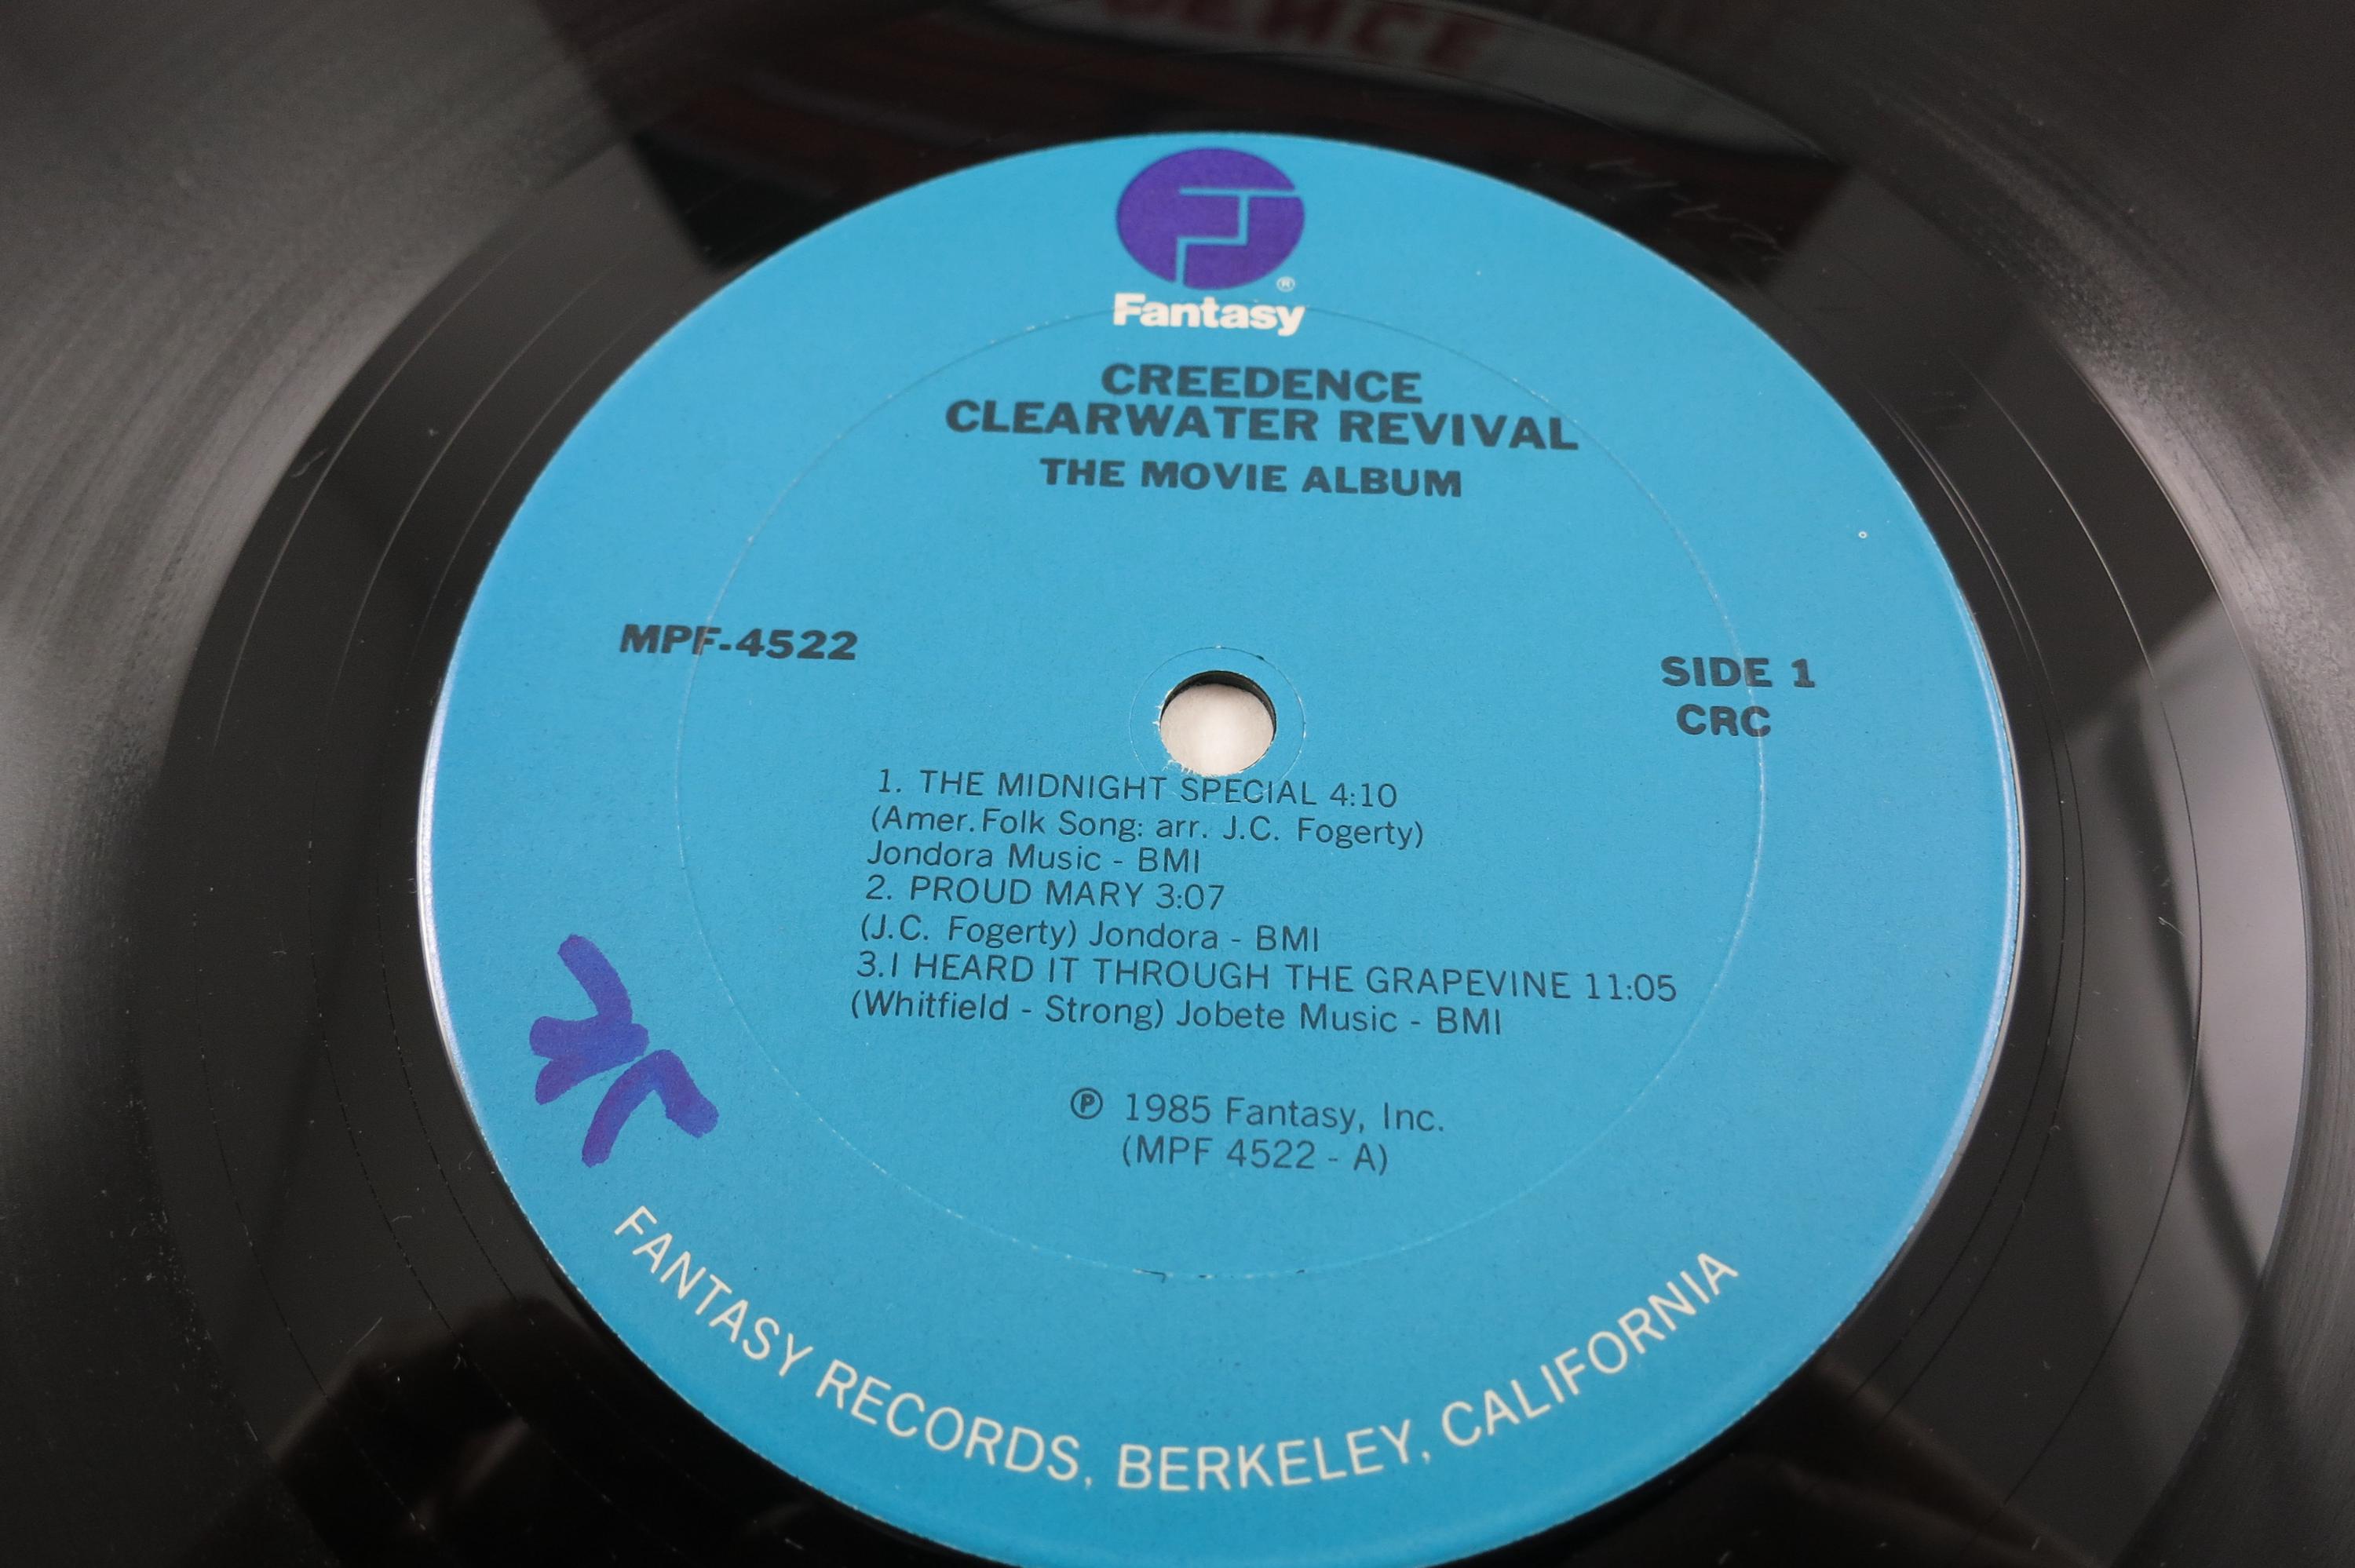 Fantasy®
CREEDENCE
CLEARWATER REVIVAL
THE MOVIE ALBUM
MPF-4522
SIDE 1
CRC
1. THE MIDNIGHT SPECIAL 4:10
(Amer. Folk Song: arr. J.C. Fogerty)
Jondora Music - BMI
2. PROUD MARY 3:07
(J.C. Fogerty) Jondora - BMI
3. I HEARD IT THROUGH THE GRAPEVINE 11:05
(Whitfield - Strong) Jobete Music - BMI
℗ 1985 Fantasy, Inc.
(MPF 4522 - A)
FANTASY RECORDS, BERKELEY, CALIFORNIA